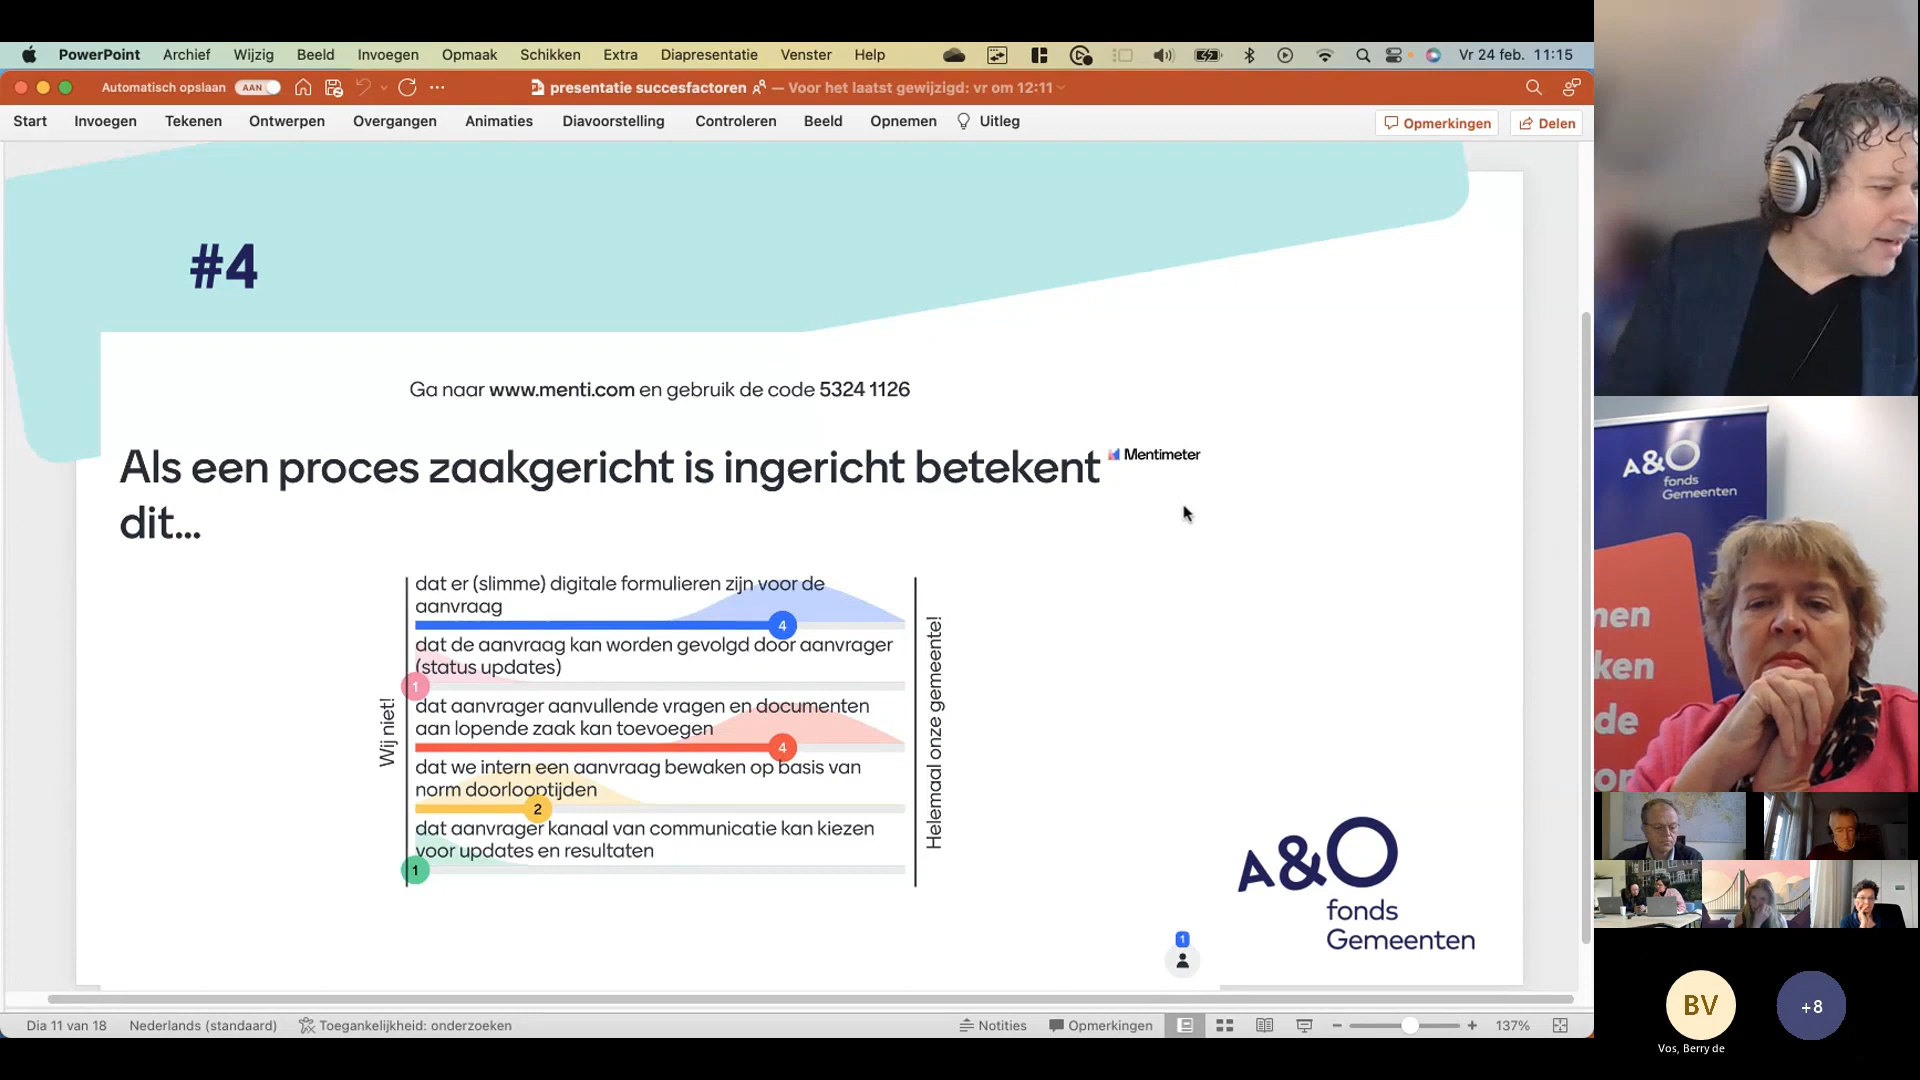 PowerPoint Archief Wijzig Beeld Invoegen Opmaak Schikken Extra Diapresentatie Venster Help Vr 24 feb. 11:15
Automatisch opslaan AAN presentatie succesfactoren — Voor het laatst gewijzigd: vr om 12:11
Start Invoegen Tekenen Ontwerpen Overgangen Animaties Diavoorstelling Controleren Beeld Opnemen Uitleg Opmerkingen Delen
#4
Ga naar www.menti.com en gebruik de code 5324 1126
Als een proces zaakgericht is ingericht betekent
dit...
Mentimeter
Wij niet!
dat er (slimme) digitale formulieren zijn voor de
aanvraag
4
dat de aanvraag kan worden gevolgd door aanvrager
(status updates)
1
dat aanvrager aanvullende vragen en documenten
aan lopende zaak kan toevoegen
4
dat we intern een aanvraag bewaken op basis van
norm doorlooptijden
2
dat aanvrager kanaal van communicatie kan kiezen
voor updates en resultaten
1
Helemaal onze gemeente!
1
A&O
fonds
Gemeenten
Dia 11 van 18 Nederlands (standaard) Toegankelijkheid: onderzoeken Notities Opmerkingen 137%
A&O
fonds
Gemeenten
nen
ken
de
or
BV
+8
Vos, Berry de